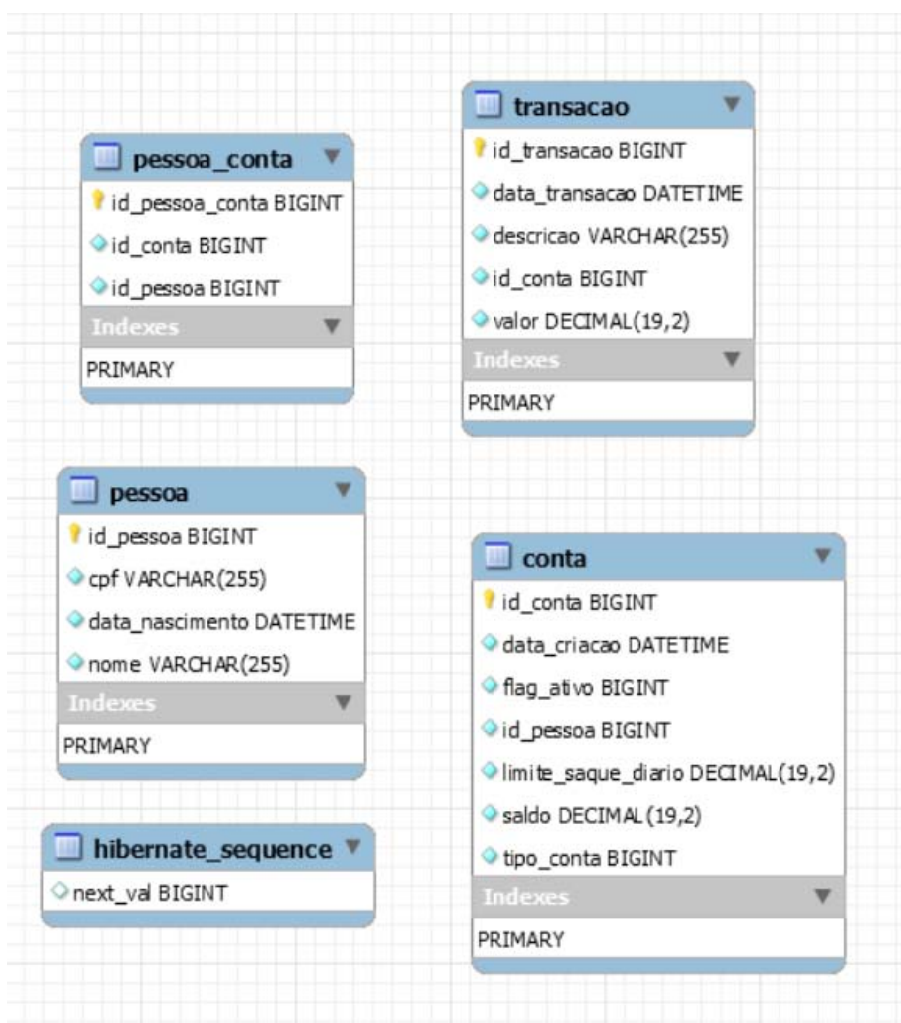 pessoa_conta
id_pessoa_conta BIGINT
id_conta BIGINT
id_pessoa BIGINT
Indexes
PRIMARY
transacao
id_transacao BIGINT
data_transacao DATETIME
descricao VARCHAR(255)
id_conta BIGINT
valor DECIMAL(19,2)
Indexes
PRIMARY
pessoa
id_pessoa BIGINT
cpf VARCHAR(255)
data_nascimento DATETIME
nome VARCHAR(255)
Indexes
PRIMARY
conta
id_conta BIGINT
data_criacao DATETIME
flag_ativo BIGINT
id_pessoa BIGINT
limite_saque_diario DECIMAL(19,2)
saldo DECIMAL(19,2)
tipo_conta BIGINT
Indexes
PRIMARY
hibernate_sequence
next_val BIGINT